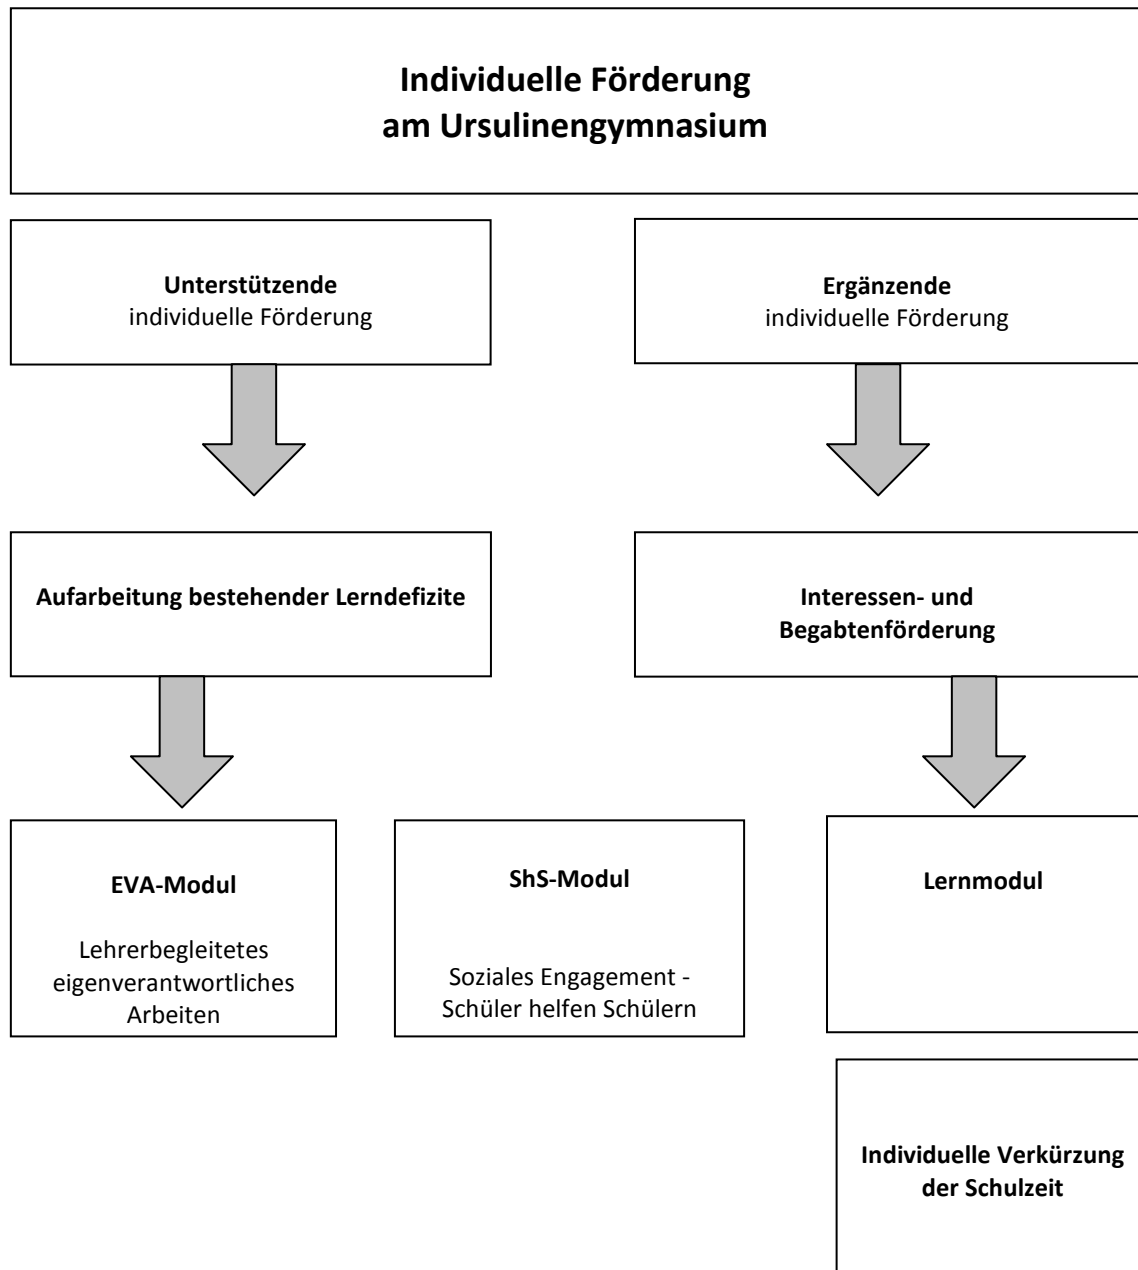 Individuelle Förderung
am Ursulinengymnasium
Unterstützende
individuelle Förderung
Ergänzende
individuelle Förderung
Aufarbeitung bestehender Lerndefizite
Interessen- und
Begabtenförderung
EVA-Modul
Lehrerbegleitetes
eigenverantwortliches
Arbeiten
ShS-Modul
Soziales Engagement -
Schüler helfen Schülern
Lernmodul
Individuelle Verkürzung
der Schulzeit